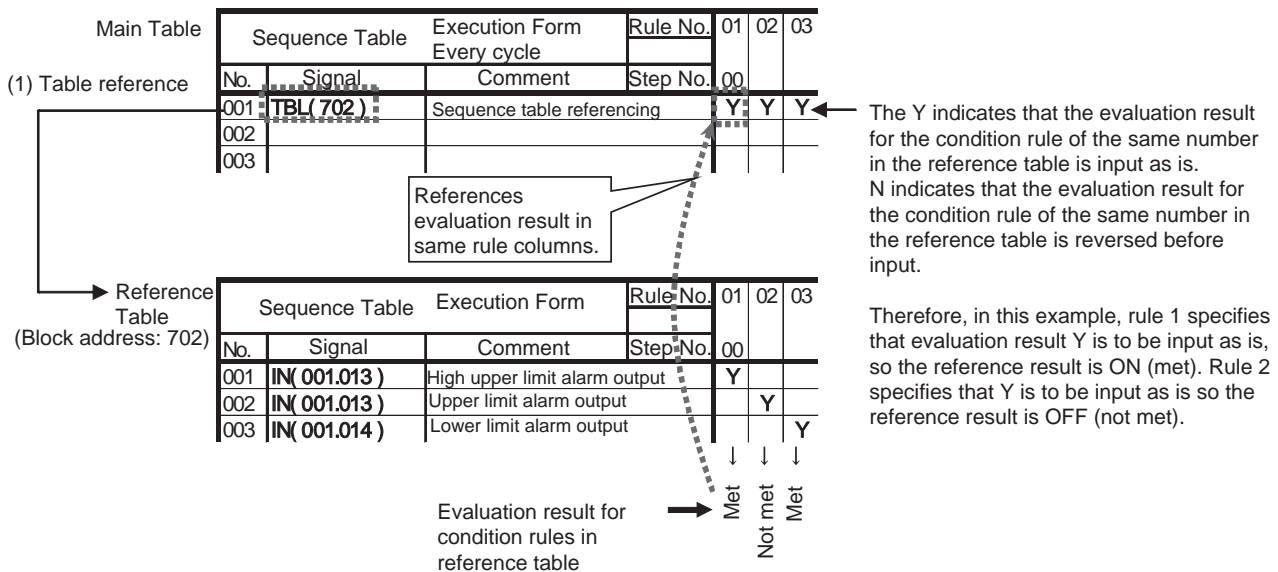 Main Table
Sequence Table
Execution Form
Every cycle
Rule No.
01 02 03
(1) Table reference
No. Signal Comment Step No. 00
001 TBL( 702 ) Sequence table referencing Y Y Y
002
003
The Y indicates that the evaluation result
for the condition rule of the same number
in the reference table is input as is.
N indicates that the evaluation result for
the condition rule of the same number in
the reference table is reversed before
input.
Therefore, in this example, rule 1 specifies
that evaluation result Y is to be input as is,
so the reference result is ON (met). Rule 2
specifies that Y is to be input as is so the
reference result is OFF (not met).
References
evaluation result in
same rule columns.
Reference
Table
(Block address: 702)
Sequence Table Execution Form Rule No. 01 02 03
No. Signal Comment Step No. 00
001 IN( 001.013 ) High upper limit alarm output Y
002 IN( 001.013 ) Upper limit alarm output Y
003 IN( 001.014 ) Lower limit alarm output Y
↓ ↓ ↓
Met
Not met
Met
Evaluation result for
condition rules in
reference table